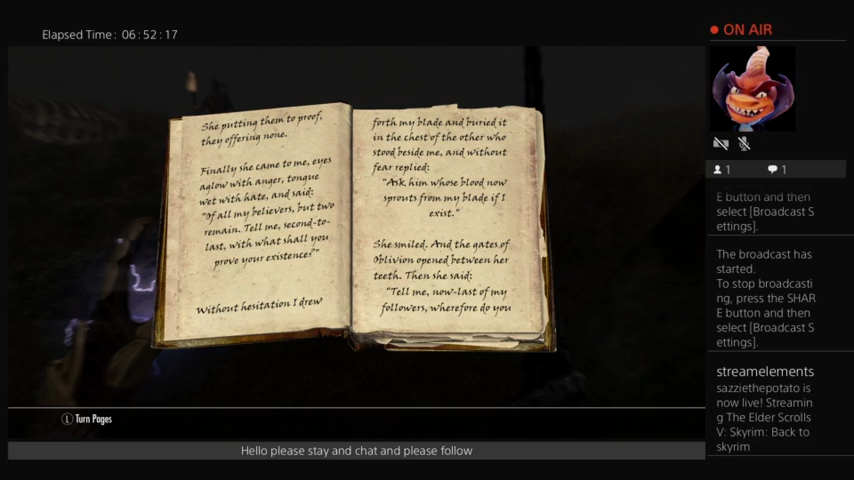 Elapsed Time: 06:52:17
She putting them to proof,
they offering none.
Finally she came to me, eyes
aglow with anger, tongue
wet with hate, and said:
"Of all my believers, but two
remain. Tell me, second-to-
last, with what shall you
prove your existence?"
Without hesitation I drew
forth my blade and buried it
in the chest of the other who
stood beside me, and without
fear replied:
"Ask him whose blood now
sprouts from my blade if I
exist."
She smiled. And the gates of
Oblivion opened between her
teeth. Then she said:
"Tell me, now-last of my
followers, wherefore do you
L Turn Pages
Hello please stay and chat and please follow
ON AIR
1
1
E button and then
select [Broadcast S
ettings].
The broadcast has
started.
To stop broadcasti
ng, press the SHAR
E button and then
select [Broadcast S
ettings].
streamelements
sazziethepotato is
now live! Streamin
g The Elder Scrolls
V: Skyrim: Back to
skyrim